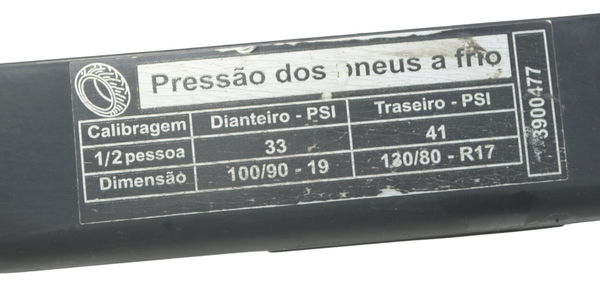 Pressão dos pneus a frio
Calibragem Dianteiro - PSI Traseiro - PSI
1/2 pessoa 33 41
Dimensão 100/90 - 19 130/80 - R17
3900477